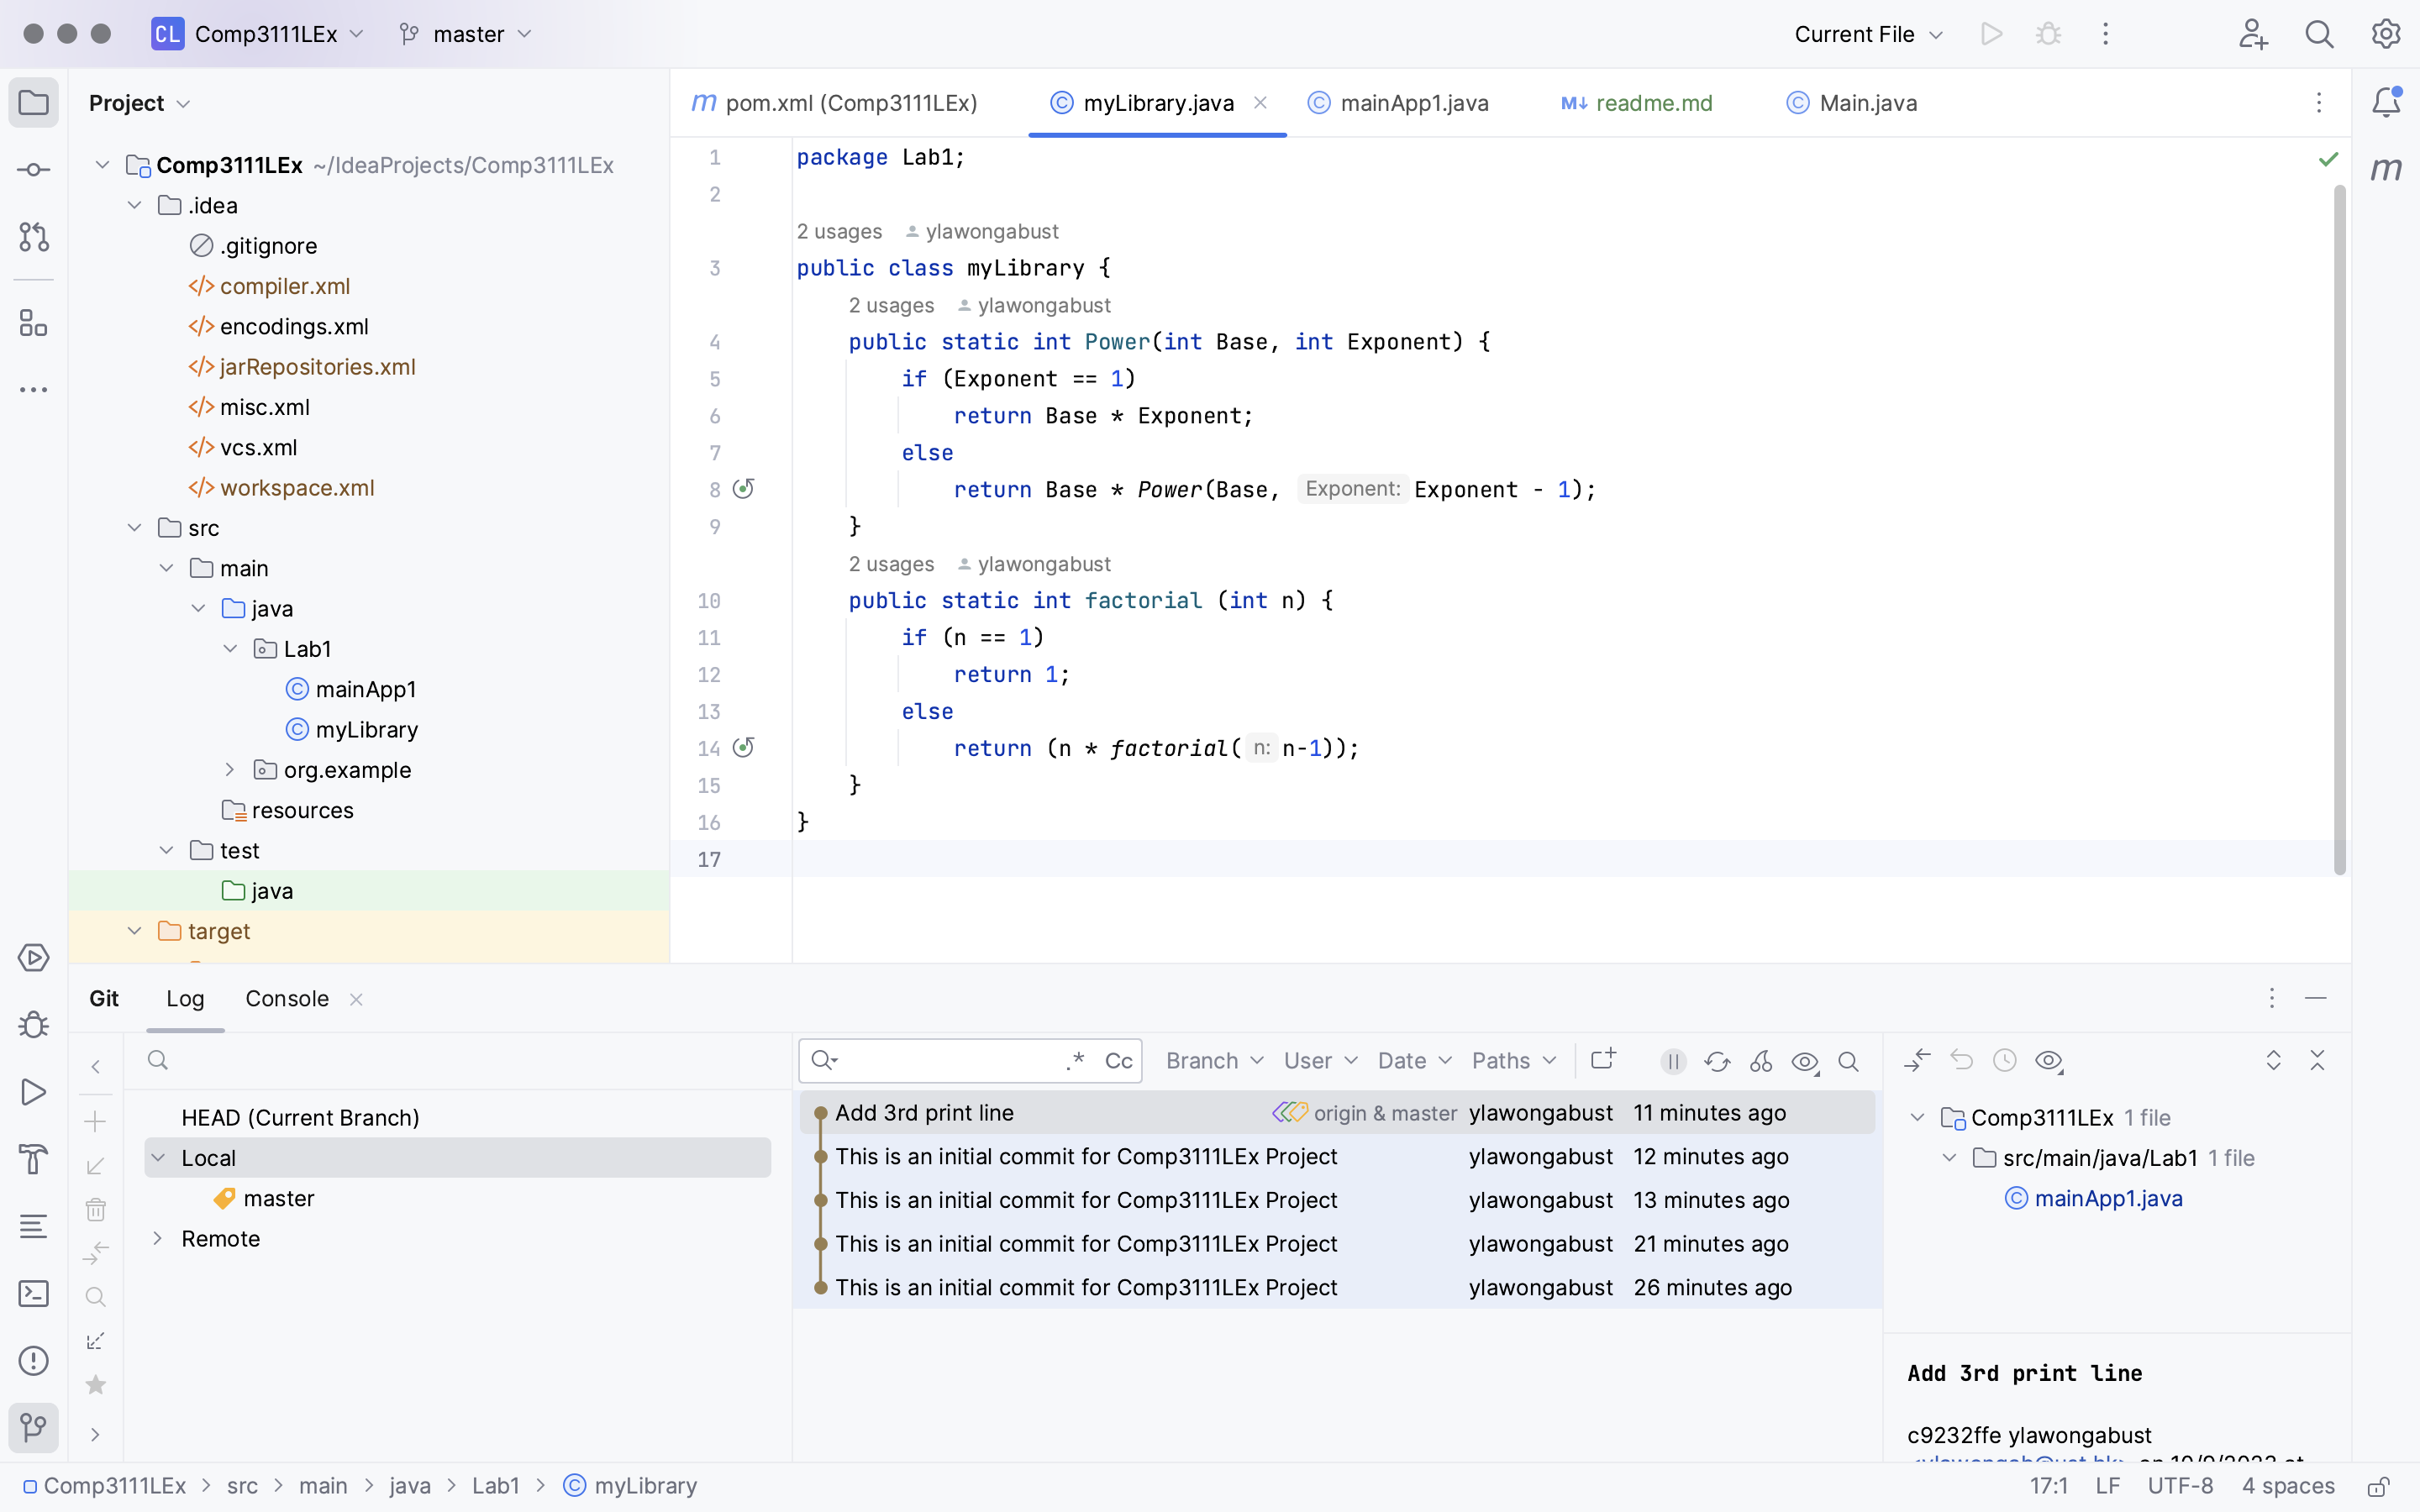 CL Comp3111LEx master Current File
Project
m pom.xml (Comp3111LEx) myLibrary.java mainApp1.java M↓ readme.md Main.java
Comp3111LEx ~/IdeaProjects/Comp3111LEx
.idea
.gitignore
</> compiler.xml
</> encodings.xml
</> jarRepositories.xml
</> misc.xml
</> vcs.xml
</> workspace.xml
src
main
java
Lab1
C mainApp1
C myLibrary
org.example
resources
test
java
target
1 package Lab1;
2
2 usages ylawongabust
3 public class myLibrary {
2 usages ylawongabust
4 public static int Power(int Base, int Exponent) {
5 if (Exponent == 1)
6 return Base * Exponent;
7 else
8 return Base * Power(Base, Exponent: Exponent - 1);
9 }
2 usages ylawongabust
10 public static int factorial (int n) {
11 if (n == 1)
12 return 1;
13 else
14 return (n * factorial( n: n-1));
15 }
16 }
17
m
Git Log Console
HEAD (Current Branch)
Local
master
Remote
.* Cc Branch User Date Paths
Add 3rd print line origin & master ylawongabust 11 minutes ago
This is an initial commit for Comp3111LEx Project ylawongabust 12 minutes ago
This is an initial commit for Comp3111LEx Project ylawongabust 13 minutes ago
This is an initial commit for Comp3111LEx Project ylawongabust 21 minutes ago
This is an initial commit for Comp3111LEx Project ylawongabust 26 minutes ago
Comp3111LEx 1 file
src/main/java/Lab1 1 file
C mainApp1.java
Add 3rd print line
c9232ffe ylawongabust
Comp3111LEx > src > main > java > Lab1 > C myLibrary
17:1 LF UTF-8 4 spaces